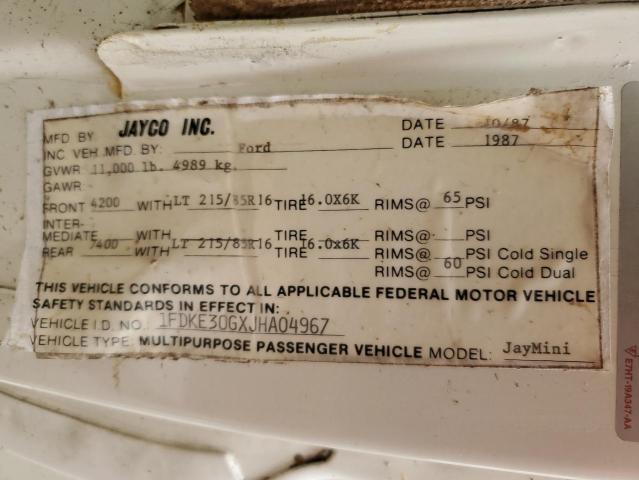 MFD BY JAYCO INC. DATE 10/87
INC VEH MFD BY: Ford DATE 1987
GVWR 11,000 lb. 4989 kg.
GAWR
FRONT 4200 WITH LT 215/85R16 TIRE 16.0X6K RIMS@ 65 PSI
INTER-
MEDIATE WITH TIRE RIMS@ PSI
REAR 7400 WITH LT 215/85R16 TIRE 16.0x6K RIMS@ PSI Cold Single
RIMS@ 60 PSI Cold Dual
THIS VEHICLE CONFORMS TO ALL APPLICABLE FEDERAL MOTOR VEHICLE
SAFETY STANDARDS IN EFFECT IN:
VEHICLE I.D. NO. 1FDKE30GXJHA04967
VEHICLE TYPE: MULTIPURPOSE PASSENGER VEHICLE MODEL: JayMini
E7HT-19A347-AA